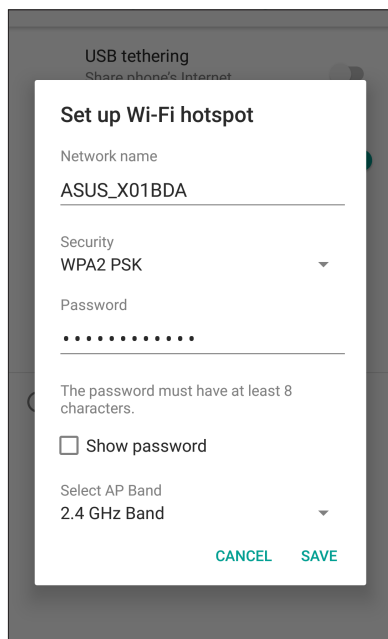 USB tethering
Share phone's Internet
Set up Wi-Fi hotspot
Network name
ASUS_X01BDA
Security
WPA2 PSK
Password
••••••••••••
The password must have at least 8
characters.
Show password
Select AP Band
2.4 GHz Band
CANCEL SAVE